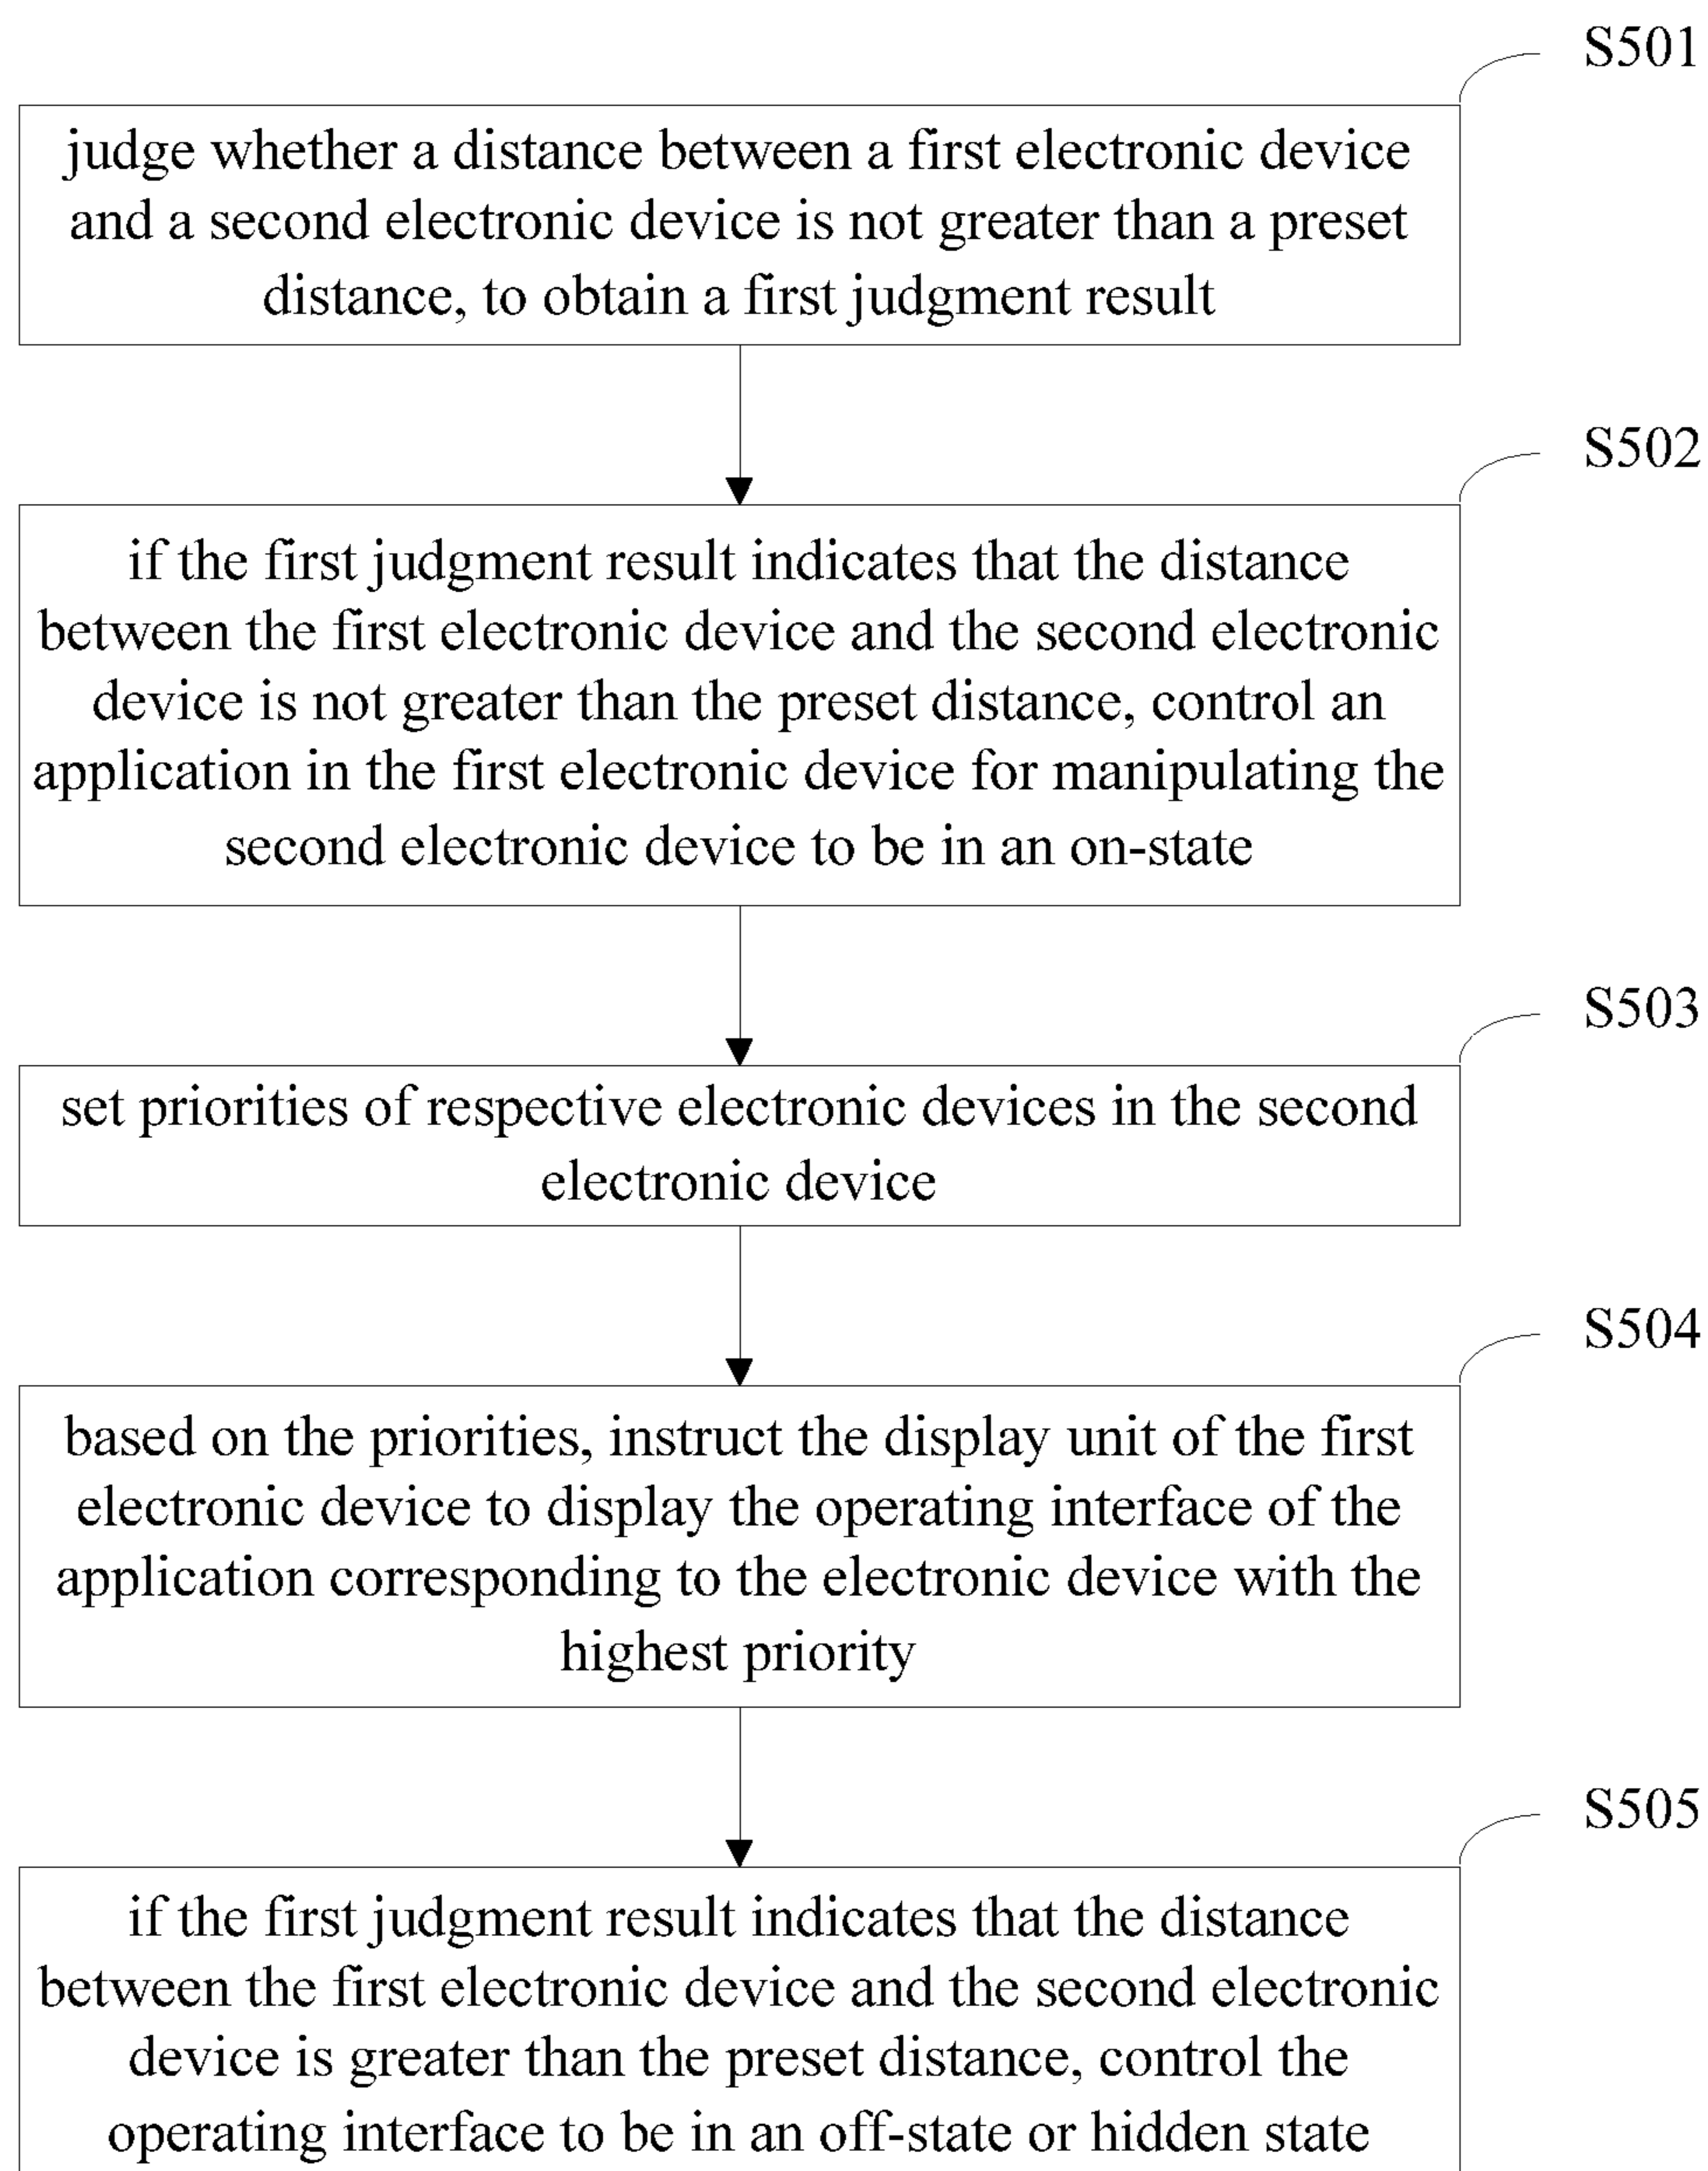 S501
judge whether a distance between a first electronic device
and a second electronic device is not greater than a preset
distance, to obtain a first judgment result
S502
if the first judgment result indicates that the distance
between the first electronic device and the second electronic
device is not greater than the preset distance, control an
application in the first electronic device for manipulating the
second electronic device to be in an on-state
S503
set priorities of respective electronic devices in the second
electronic device
S504
based on the priorities, instruct the display unit of the first
electronic device to display the operating interface of the
application corresponding to the electronic device with the
highest priority
S505
if the first judgment result indicates that the distance
between the first electronic device and the second electronic
device is greater than the preset distance, control the
operating interface to be in an off-state or hidden state